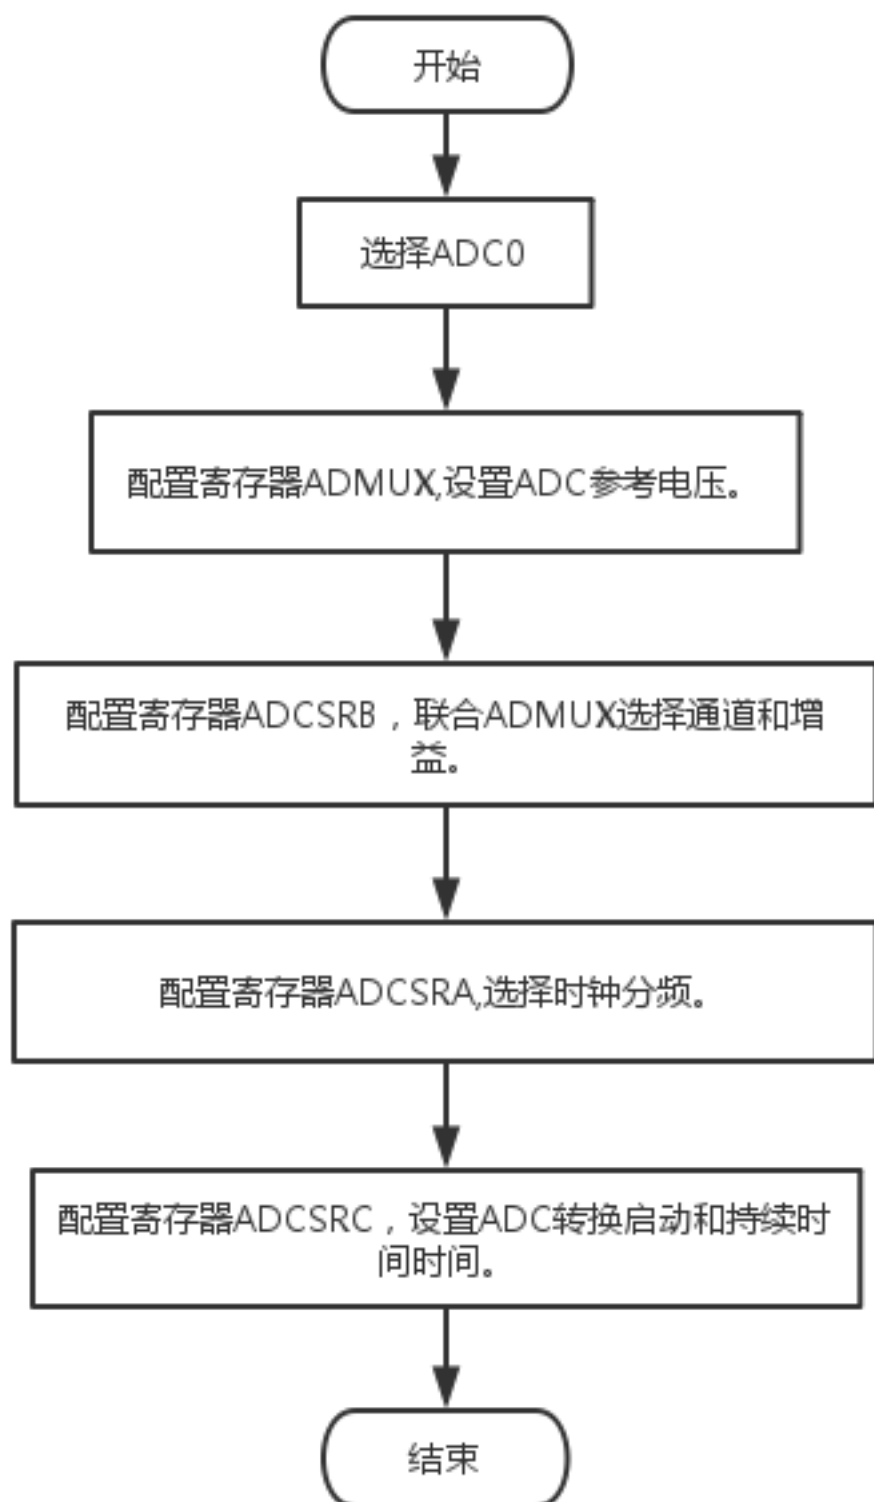 开始
选择ADC0
配置寄存器ADMUX,设置ADC参考电压。
配置寄存器ADCSRB，联合ADMUX选择通道和增
益。
配置寄存器ADCSRA,选择时钟分频。
配置寄存器ADCSRC，设置ADC转换启动和持续时
间时间。
结束